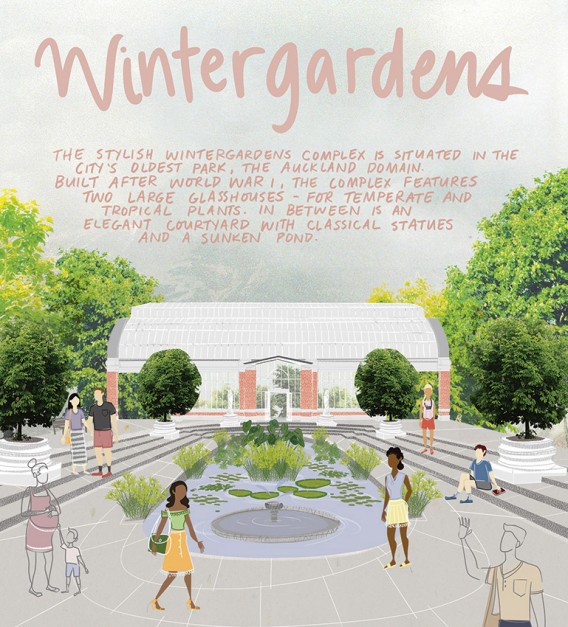 Wintergardens
THE STYLISH WINTERGARDENS COMPLEX IS SITUATED IN THE
CITY'S OLDEST PARK, THE AUCKLAND DOMAIN.
BUILT AFTER WORLD WAR 1, THE COMPLEX FEATURES
TWO LARGE GLASSHOUSES - FOR TEMPERATE AND
TROPICAL PLANTS. IN BETWEEN IS AN
ELEGANT COURTYARD WITH CLASSICAL STATUES
AND A SUNKEN POND.